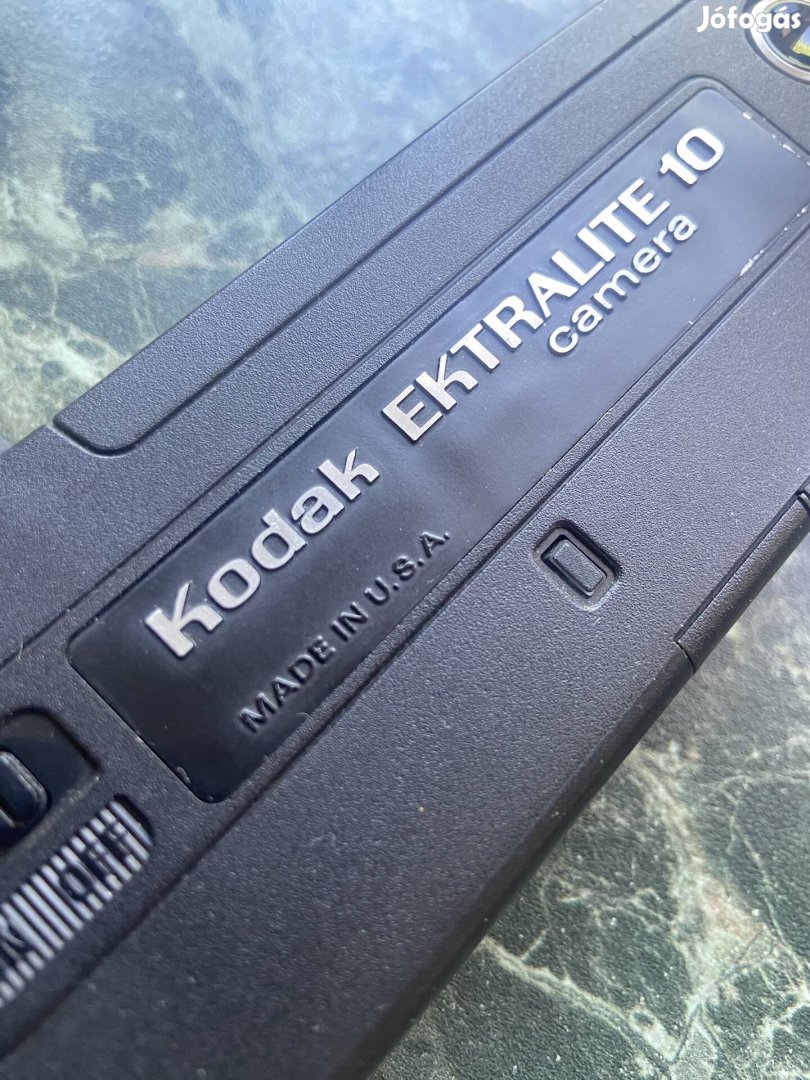 Jófogás
Kodak EKTRALITE 10
camera
MADE IN U.S.A.
OFF